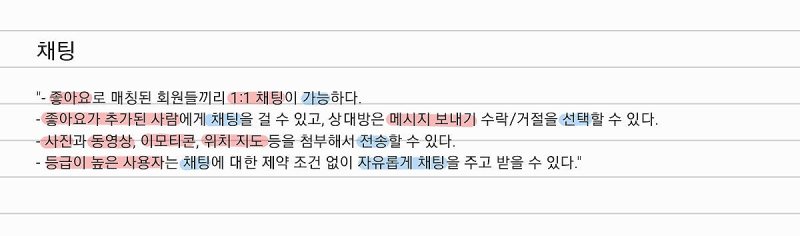 채팅
"- 좋아요로 매칭된 회원들끼리 1:1 채팅이 가능하다.
- 좋아요가 추가된 사람에게 채팅을 걸 수 있고, 상대방은 메시지 보내기 수락/거절을 선택할 수 있다.
- 사진과 동영상, 이모티콘, 위치 지도 등을 첨부해서 전송할 수 있다.
- 등급이 높은 사용자는 채팅에 대한 제약 조건 없이 자유롭게 채팅을 주고 받을 수 있다."